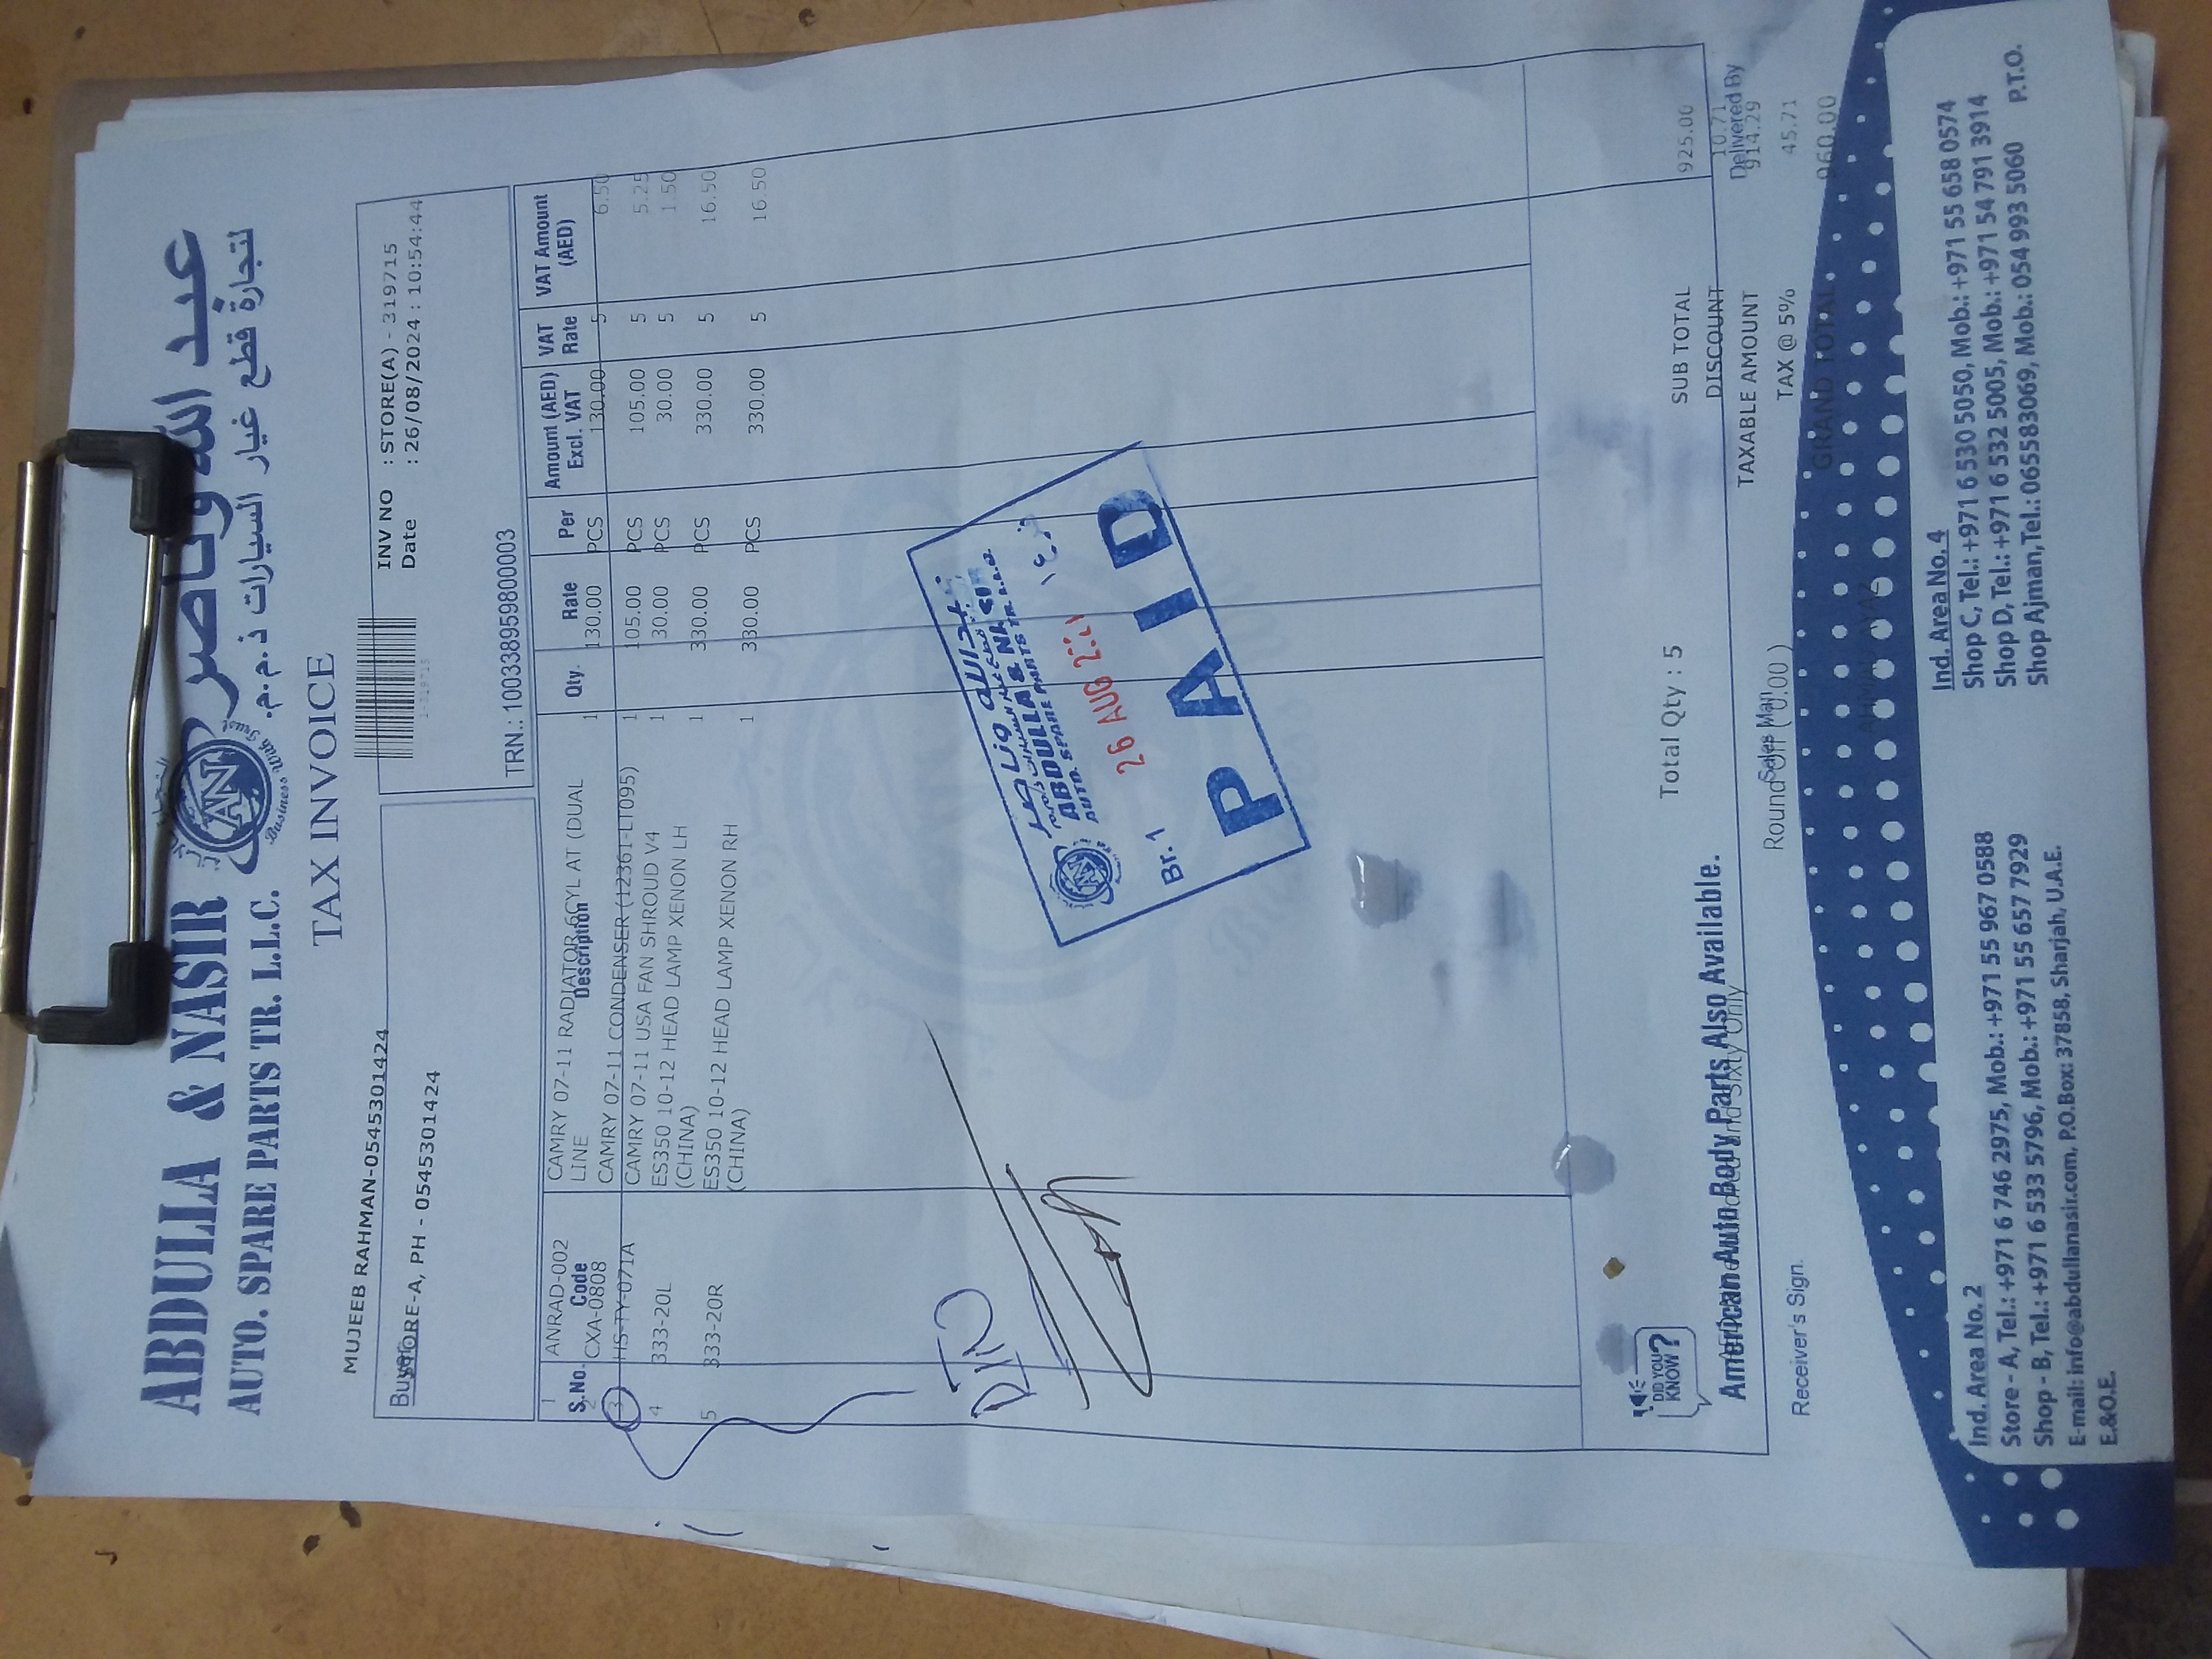 ABDULLA & NASIR عبد الله وناصر
AUTO. SPARE PARTS TR. L.L.C. لتجارة قطع غيار السيارات ذ.م.م.
AN
Business With Trust
TAX INVOICE
MUJEEB RAHMAN-0545301424
Buyer
STORE-A, PH - 0545301424
INV NO : STORE(A) - 319715
Date : 26/08/2024 : 10:54:44
TRN.: 100338959800003
S.No. Code Description Qty. Rate Per Amount (AED) Excl. VAT VAT Rate VAT Amount (AED)
1 ANRAD-002 CAMRY 07-11 RADIATOR 6CYL AT (DUAL LINE 1 130.00 PCS 130.00 5 6.50
2 CXA-0808 CAMRY 07-11 CONDENSER (12361-LT095) 1 105.00 PCS 105.00 5 5.25
3 HS-TY-071A CAMRY 07-11 USA FAN SHROUD V4 1 30.00 PCS 30.00 5 1.50
4 333-20L ES350 10-12 HEAD LAMP XENON LH (CHINA) 1 330.00 PCS 330.00 5 16.50
5 333-20R ES350 10-12 HEAD LAMP XENON RH (CHINA) 1 330.00 PCS 330.00 5 16.50
ABDULLA & NASIR
AUTO. SPARE PARTS TR.
26 AUG
Br. 1
PAID
Total Qty : 5
SUB TOTAL 925.00
DISCOUNT 10.71
TAXABLE AMOUNT 914.29
TAX @ 5% 45.71
GRAND TOTAL 960.00
Round Off ( 0.00 )
DID YOU KNOW?
American Auto Body Parts Also Available.
And Sixty Only
Receiver's Sign.
Sales Man
Delivered By
Ind. Area No. 2
Store - A, Tel.: +971 6 746 2975, Mob.: +971 55 967 0588
Shop - B, Tel.: +971 6 533 5796, Mob.: +971 55 657 7929
E-mail: info@abdullanasir.com, P.O.Box: 37858, Sharjah, U.A.E.
E.&O.E.
Ind. Area No. 4
Shop C, Tel.: +971 6 530 5050, Mob.: +971 55 658 0574
Shop D, Tel.: +971 6 532 5005, Mob.: +971 54 791 3914
Shop Ajman, Tel.: 065583069, Mob.: 054 993 5060 P.T.O.